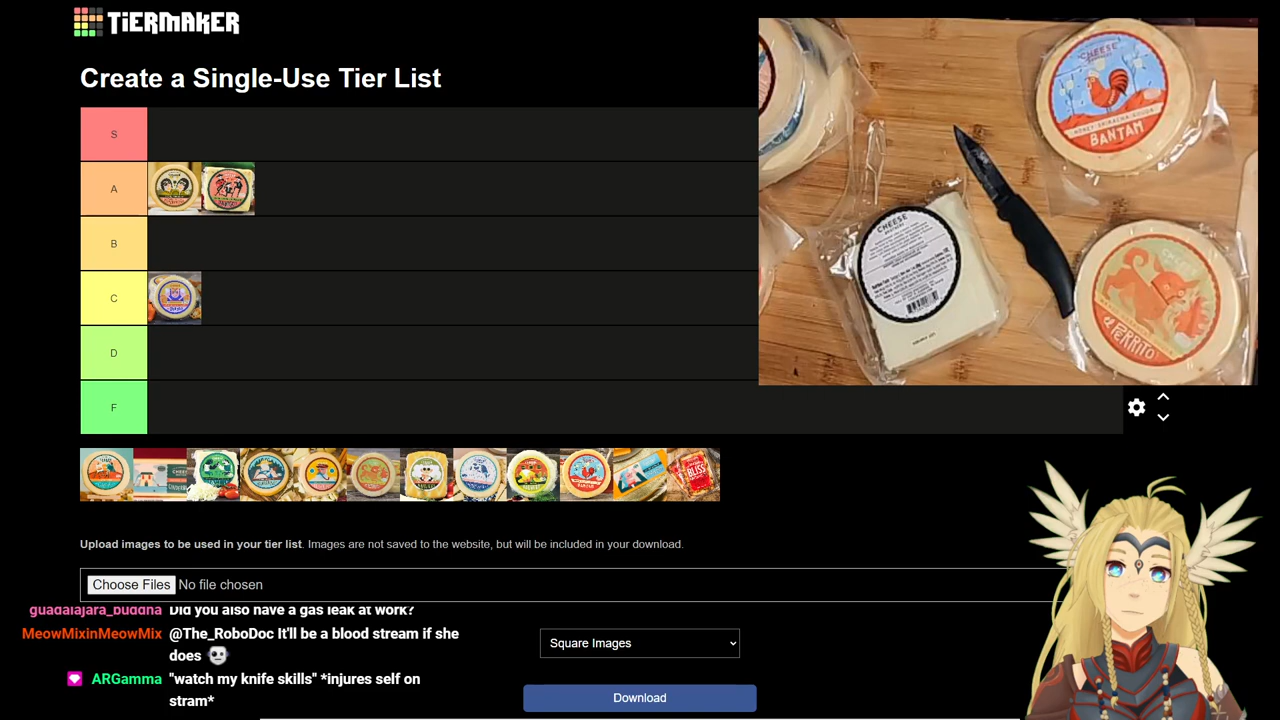 TiERMAKER
Create a Single-Use Tier List
S
A
B
C
D
F
CHEESE
BANTAM
CHEESE
El PERRITO
Upload images to be used in your tier list. Images are not saved to the website, but will be included in your download.
Choose Files No file chosen
guadalajara_buddha Did you also have a gas leak at work?
MeowMixinMeowMix @The_RoboDoc It'll be a blood stream if she
does
ARGamma "watch my knife skills" *injures self on
stram*
Square Images
Download